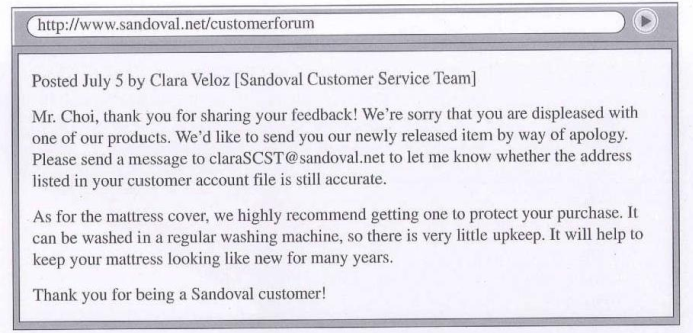 http://www.sandoval.net/customerforum
Posted July 5 by Clara Veloz [Sandoval Customer Service Team]
Mr. Choi, thank you for sharing your feedback! We're sorry that you are displeased with
one of our products. We'd like to send you our newly released item by way of apology.
Please send a message to claraSCST@sandoval.net to let me know whether the address
listed in your customer account file is still accurate.
As for the mattress cover, we highly recommend getting one to protect your purchase. It
can be washed in a regular washing machine, so there is very little upkeep. It will help to
keep your mattress looking like new for many years.
Thank you for being a Sandoval customer!